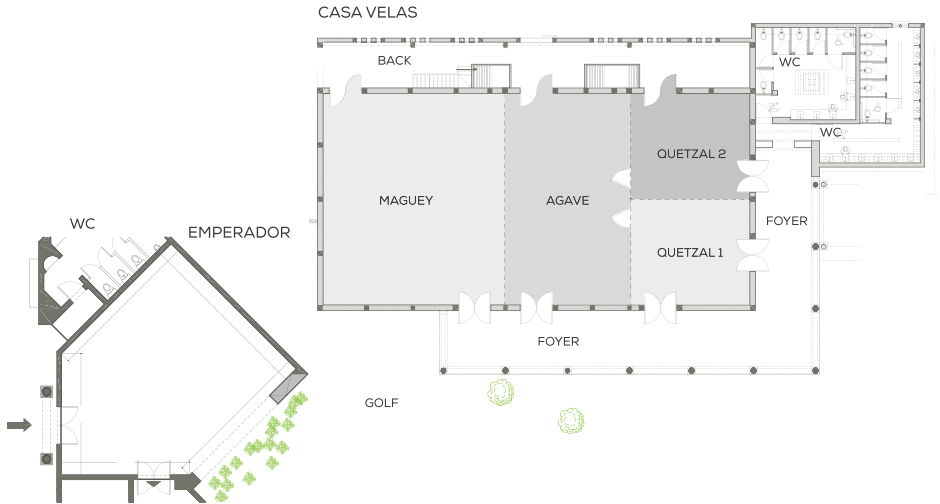 CASA VELAS
BACK
WC
WC
QUETZAL 2
MAGUEY
AGAVE
FOYER
WC
EMPERADOR
QUETZAL 1
FOYER
GOLF